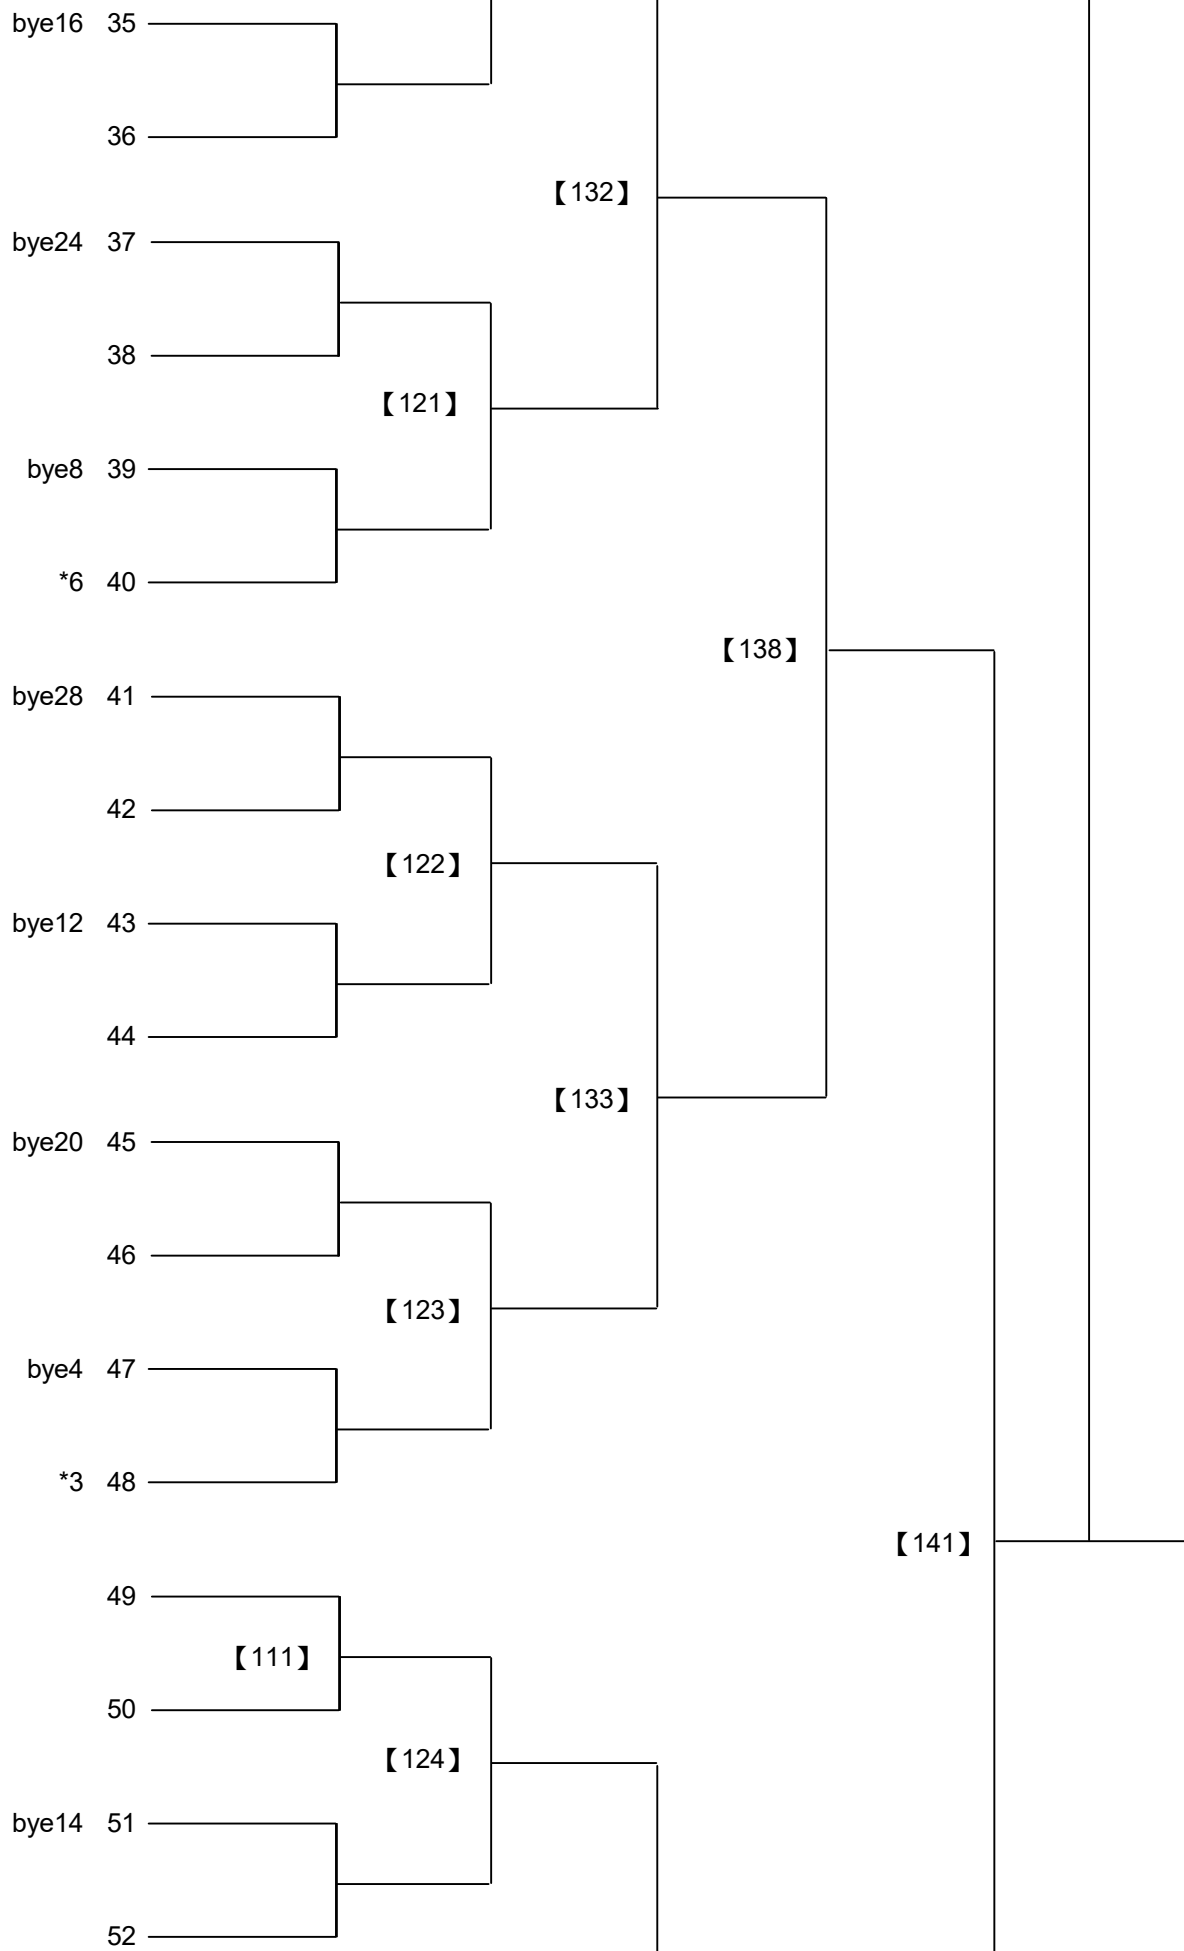 bye16 35
36
【132】
bye24 37
38
【121】
bye8 39
*6 40
【138】
bye28 41
42
【122】
bye12 43
44
【133】
bye20 45
46
【123】
bye4 47
*3 48
【141】
49
【111】
50
【124】
bye14 51
52